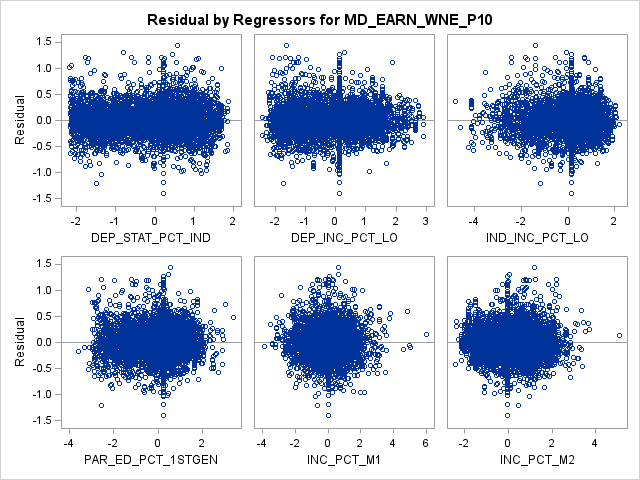 Residual by Regressors for MD_EARN_WNE_P10
Residual
1.5
1.0
0.5
0.0
-0.5
-1.0
-1.5
-2 -1 0 1 2
DEP_STAT_PCT_IND
-2 -1 0 1 2 3
DEP_INC_PCT_LO
-4 -2 0 2
IND_INC_PCT_LO
Residual
1.5
1.0
0.5
0.0
-0.5
-1.0
-1.5
-4 -2 0 2
PAR_ED_PCT_1STGEN
-4 -2 0 2 4 6
INC_PCT_M1
-2 0 2 4
INC_PCT_M2